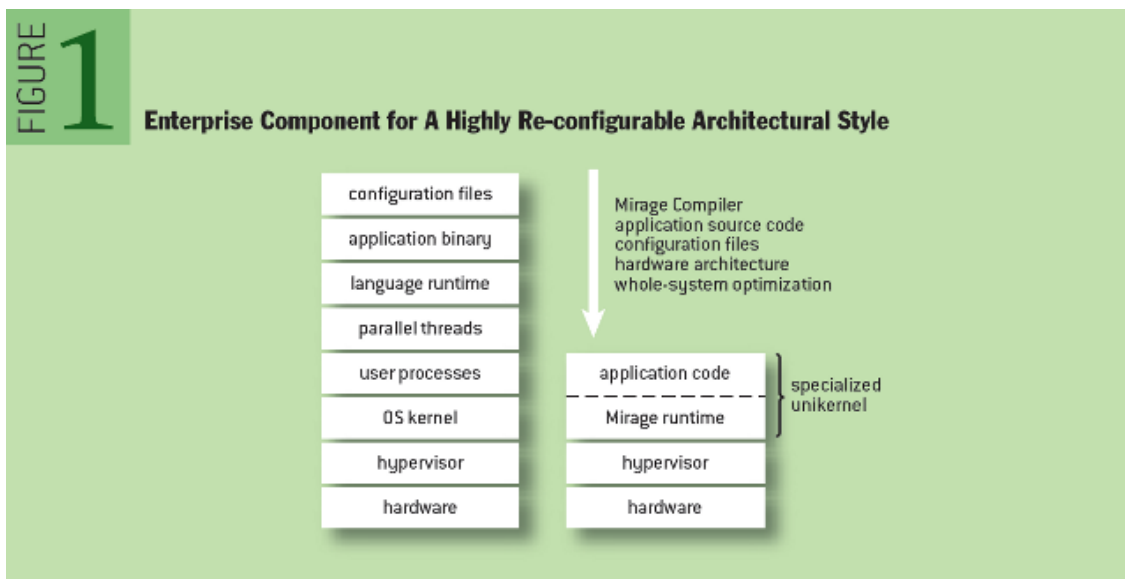 FIGURE 1
Enterprise Component for A Highly Re-configurable Architectural Style
configuration files
application binary
language runtime
parallel threads
user processes
OS kernel
hypervisor
hardware
Mirage Compiler
application source code
configuration files
hardware architecture
whole-system optimization
application code
Mirage runtime
hypervisor
hardware
specialized
unikernel